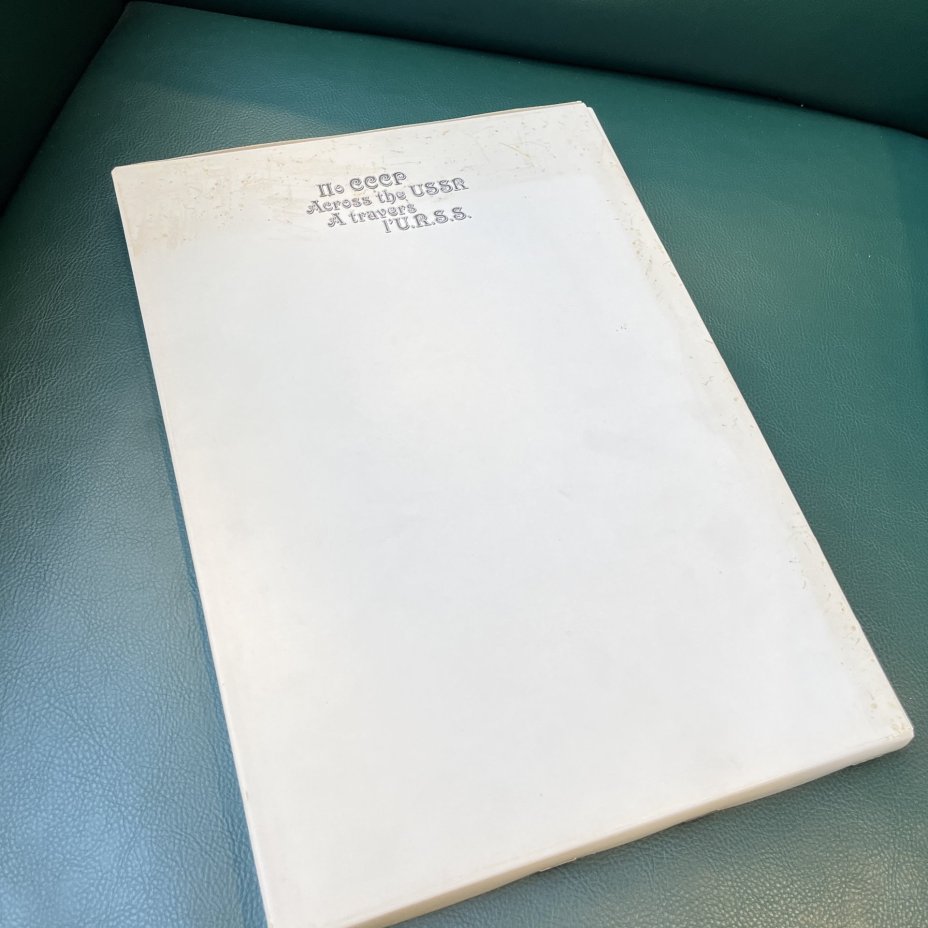 По СССР
Across the USSR
A travers
l'U.R.S.S.